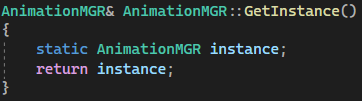 AnimationMGR& AnimationMGR::GetInstance()
{
    static AnimationMGR instance;
    return instance;
}